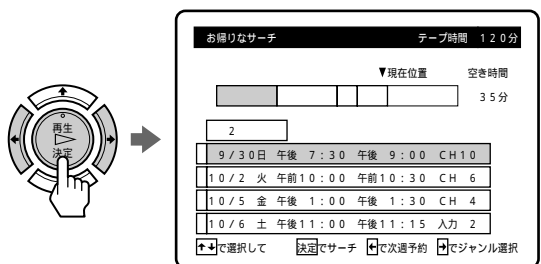 お帰りなサーチ テープ時間 120分
▼現在位置 空き時間
35分
再生
決定
2
9/30日 午後 7:30 午後 9:00 CH10
10/2 火 午前10:00 午前10:30 CH 6
10/5 金 午後 1:00 午後 1:30 CH 4
10/6 土 午後11:00 午後11:15 入力 2
↑↓で選択して 決定でサーチ ←で次週予約 →でジャンル選択